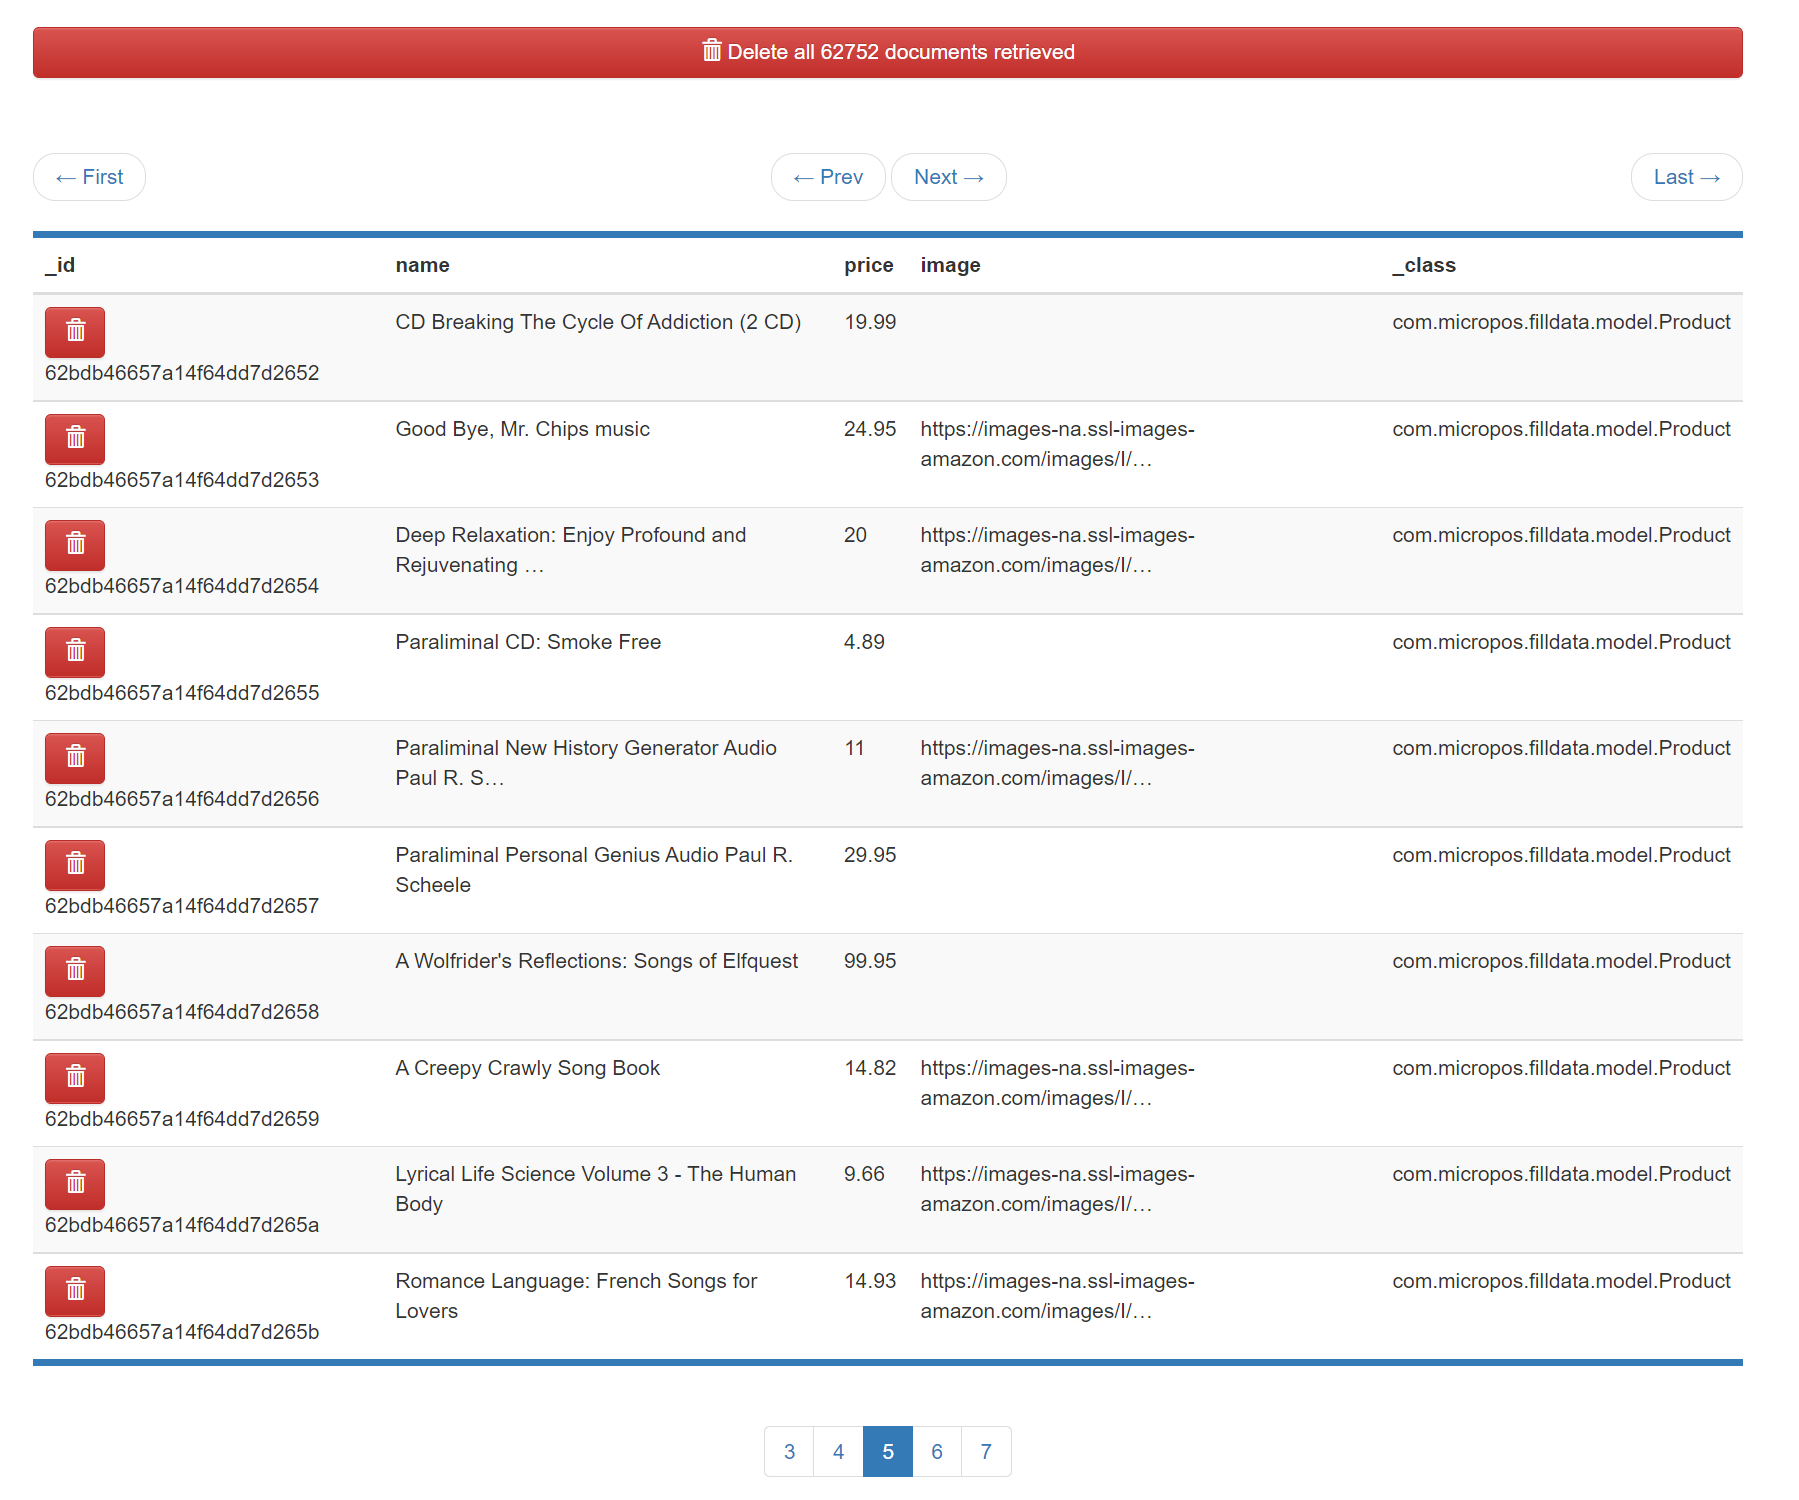 Delete all 62752 documents retrieved
← First
← Prev
Next →
Last →
_id name price image _class
CD Breaking The Cycle Of Addiction (2 CD) 19.99 com.micropos.filldata.model.Product
62bdb46657a14f64dd7d2652
Good Bye, Mr. Chips music 24.95 https://images-na.ssl-images- com.micropos.filldata.model.Product
amazon.com/images/I/…
62bdb46657a14f64dd7d2653
Deep Relaxation: Enjoy Profound and 20 https://images-na.ssl-images- com.micropos.filldata.model.Product
Rejuvenating … amazon.com/images/I/…
62bdb46657a14f64dd7d2654
Paraliminal CD: Smoke Free 4.89 com.micropos.filldata.model.Product
62bdb46657a14f64dd7d2655
Paraliminal New History Generator Audio 11 https://images-na.ssl-images- com.micropos.filldata.model.Product
Paul R. S… amazon.com/images/I/…
62bdb46657a14f64dd7d2656
Paraliminal Personal Genius Audio Paul R. 29.95 com.micropos.filldata.model.Product
Scheele
62bdb46657a14f64dd7d2657
A Wolfrider's Reflections: Songs of Elfquest 99.95 com.micropos.filldata.model.Product
62bdb46657a14f64dd7d2658
A Creepy Crawly Song Book 14.82 https://images-na.ssl-images- com.micropos.filldata.model.Product
amazon.com/images/I/…
62bdb46657a14f64dd7d2659
Lyrical Life Science Volume 3 - The Human 9.66 https://images-na.ssl-images- com.micropos.filldata.model.Product
Body amazon.com/images/I/…
62bdb46657a14f64dd7d265a
Romance Language: French Songs for 14.93 https://images-na.ssl-images- com.micropos.filldata.model.Product
Lovers amazon.com/images/I/…
62bdb46657a14f64dd7d265b
3 4 5 6 7